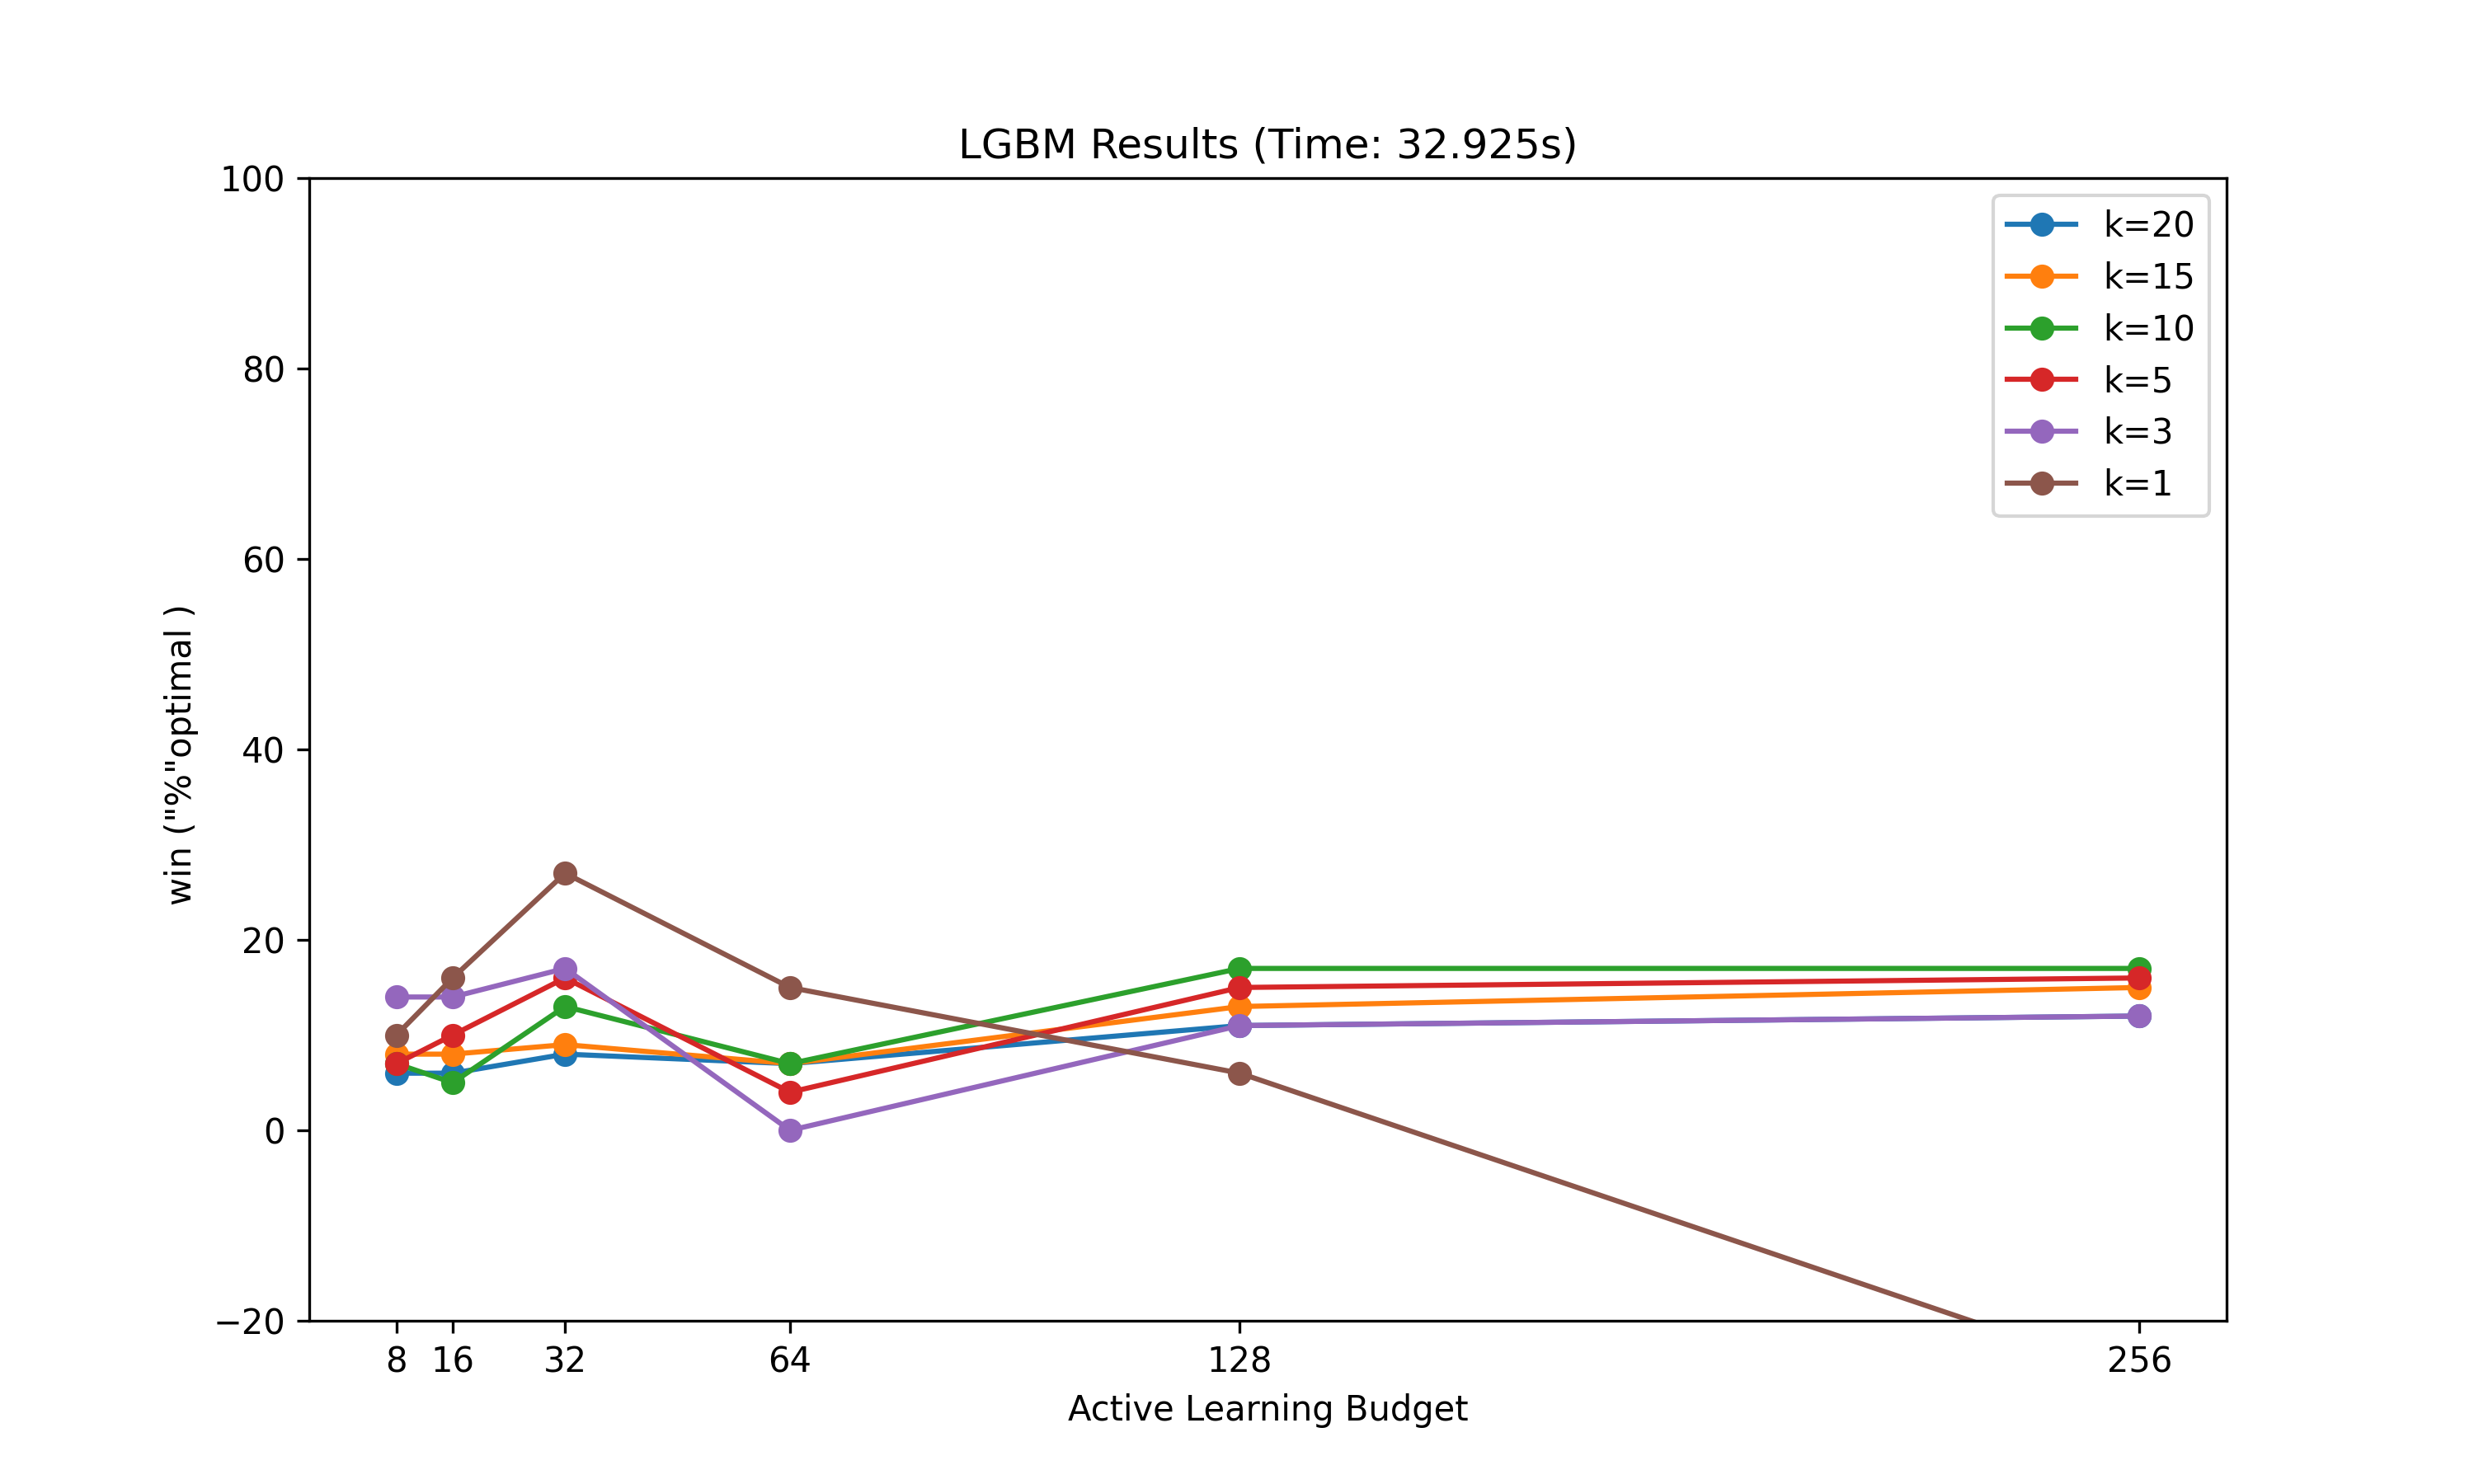 LGBM Results (Time: 32.925s)
100
80
60
40
20
0
−20
win ("%"optimal )
k=20
k=15
k=10
k=5
k=3
k=1
8 16 32 64 128 256
Active Learning Budget